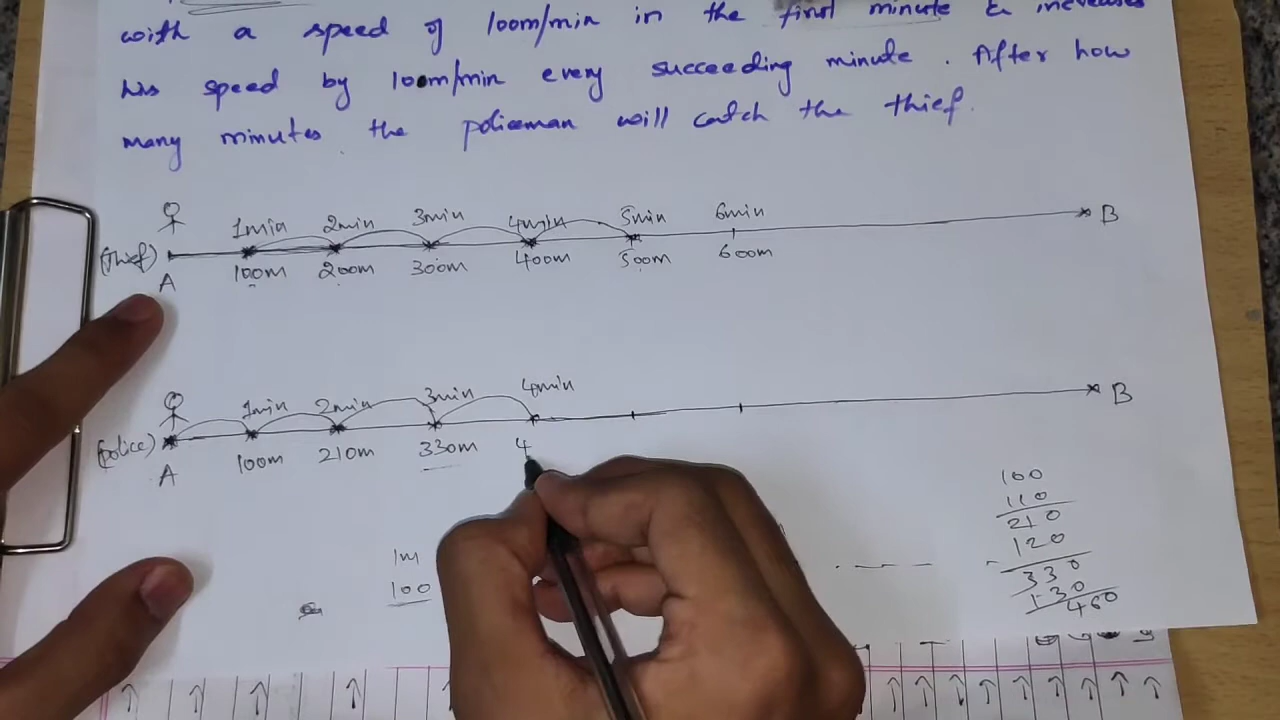 with a speed of 100m/min in the first minute & increases
his speed by 100m/min every succeeding minute. After how
many minutes the policeman will catch the thief.
1min 2min 3min 4min 5min 6min
(thief) B
A 100m 200m 300m 400m 500m 600m
1min 2min 3min 4min
(police) B
A 100m 210m 330m 4
1m
100
100
110
210
120
330
130
460